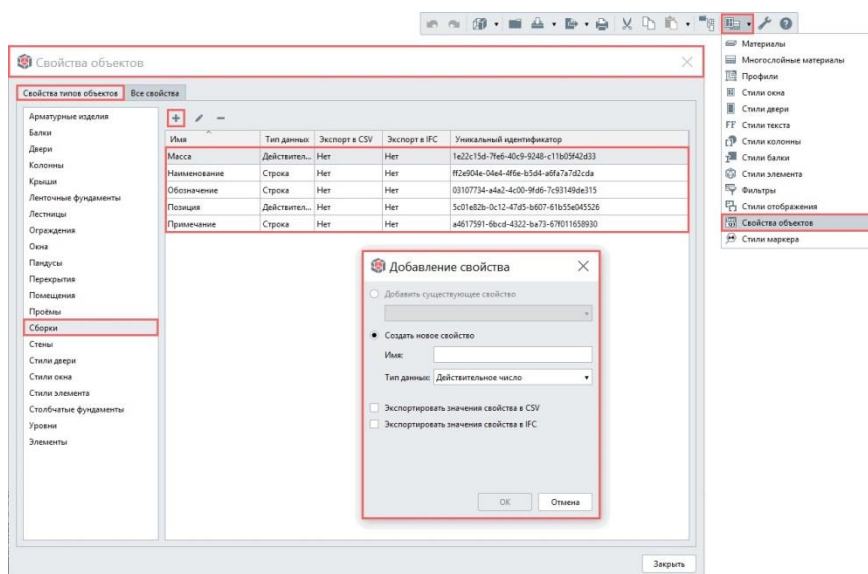 Материалы
Многослойные материалы
Профили
Стили окна
Стили двери
Стили текста
Стили колонны
Стили балки
Стили элемента
Фильтры
Стили отображения
Свойства объектов
Стили маркера
Свойства объектов
Свойства типов объектов Все свойства
Арматурные изделия
Балки
Двери
Колонны
Крыши
Ленточные фундаменты
Лестницы
Ограждения
Окна
Пандусы
Перекрытия
Помещения
Проёмы
Сборки
Стены
Стили двери
Стили окна
Стили элемента
Столбчатые фундаменты
Уровни
Элементы
Имя Тип данных Экспорт в CSV Экспорт в IFC Уникальный идентификатор
Масса Действител... Нет Нет 1e22c15d-7fe6-40c9-9248-c11b05f42d33
Наименование Строка Нет Нет ff2e904e-04e4-4f6e-b5d4-a6fa7a7d2cda
Обозначение Строка Нет Нет 03107734-a4a2-4c00-9fd6-7c93149de315
Позиция Действител... Нет Нет 5c01e82b-0c12-47d5-b607-61b55e045526
Примечание Строка Нет Нет a4617591-6bcd-4322-ba73-67f011658930
Добавление свойства
Добавить существующее свойство
Создать новое свойство
Имя:
Тип данных: Действительное число
Экспортировать значения свойства в CSV
Экспортировать значения свойства в IFC
OK Отмена
Закрыть